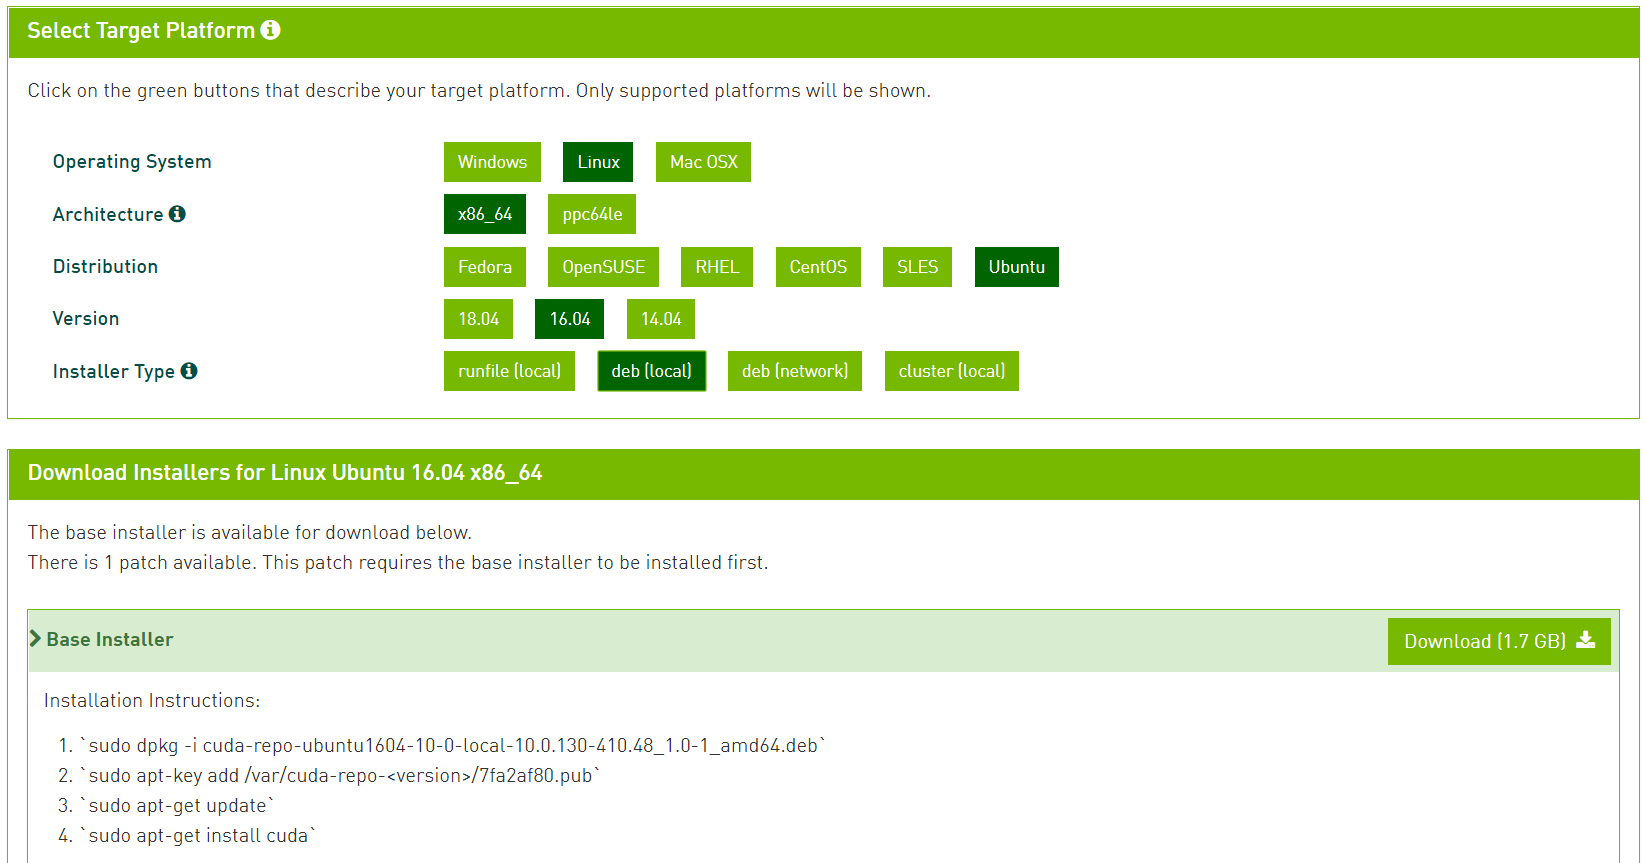 Select Target Platform
Click on the green buttons that describe your target platform. Only supported platforms will be shown.
Operating System Windows Linux Mac OSX
Architecture x86_64 ppc64le
Distribution Fedora OpenSUSE RHEL CentOS SLES Ubuntu
Version 18.04 16.04 14.04
Installer Type runfile (local) deb (local) deb (network) cluster (local)
Download Installers for Linux Ubuntu 16.04 x86_64
The base installer is available for download below.
There is 1 patch available. This patch requires the base installer to be installed first.
Base Installer Download (1.7 GB)
Installation Instructions:
1. `sudo dpkg -i cuda-repo-ubuntu1604-10-0-local-10.0.130-410.48_1.0-1_amd64.deb`
2. `sudo apt-key add /var/cuda-repo-<version>/7fa2af80.pub`
3. `sudo apt-get update`
4. `sudo apt-get install cuda`